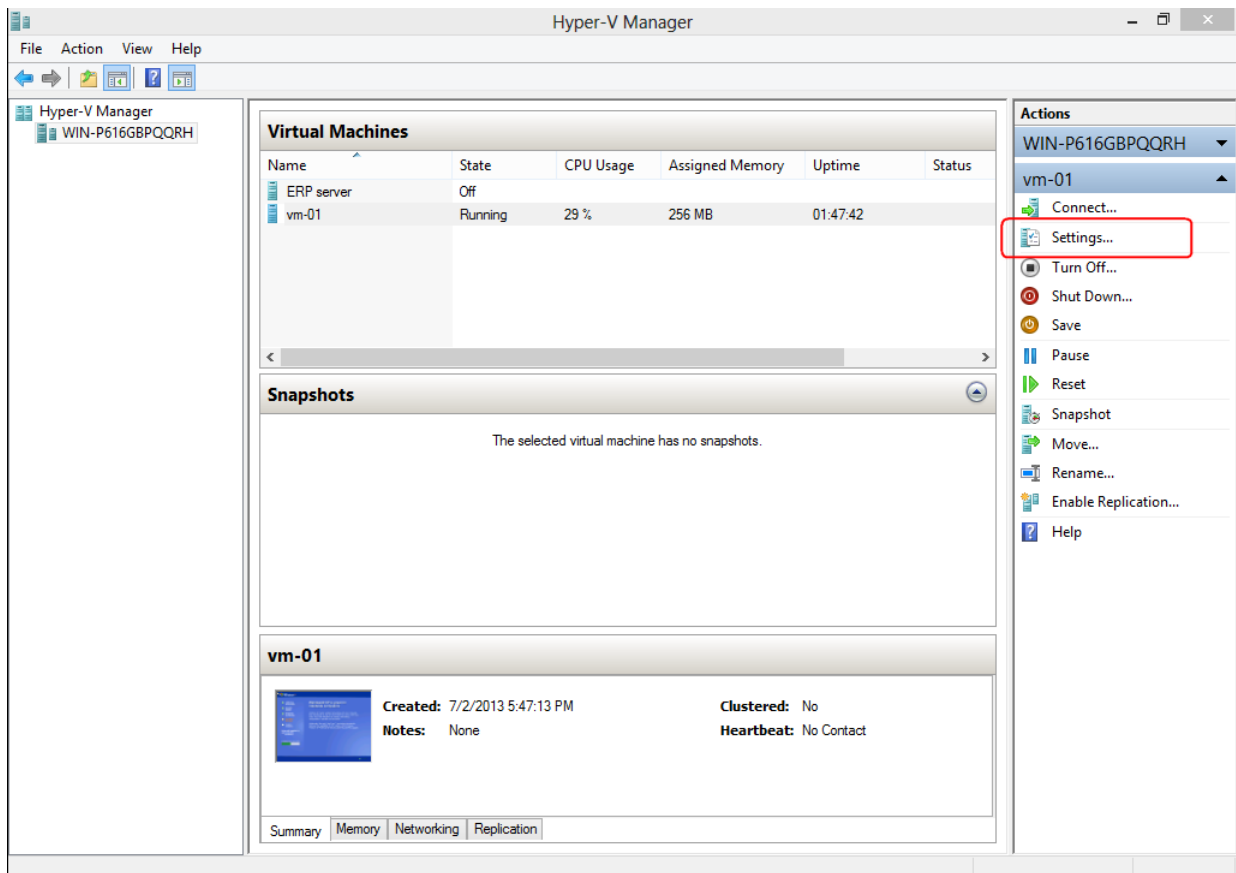 Hyper-V Manager
File Action View Help
Hyper-V Manager
WIN-P616GBPQQRH
Virtual Machines
Name State CPU Usage Assigned Memory Uptime Status
ERP server Off
vm-01 Running 29 % 256 MB 01:47:42
Snapshots
The selected virtual machine has no snapshots.
vm-01
Created: 7/2/2013 5:47:13 PM Clustered: No
Notes: None Heartbeat: No Contact
Summary Memory Networking Replication
Actions
WIN-P616GBPQQRH
vm-01
Connect...
Settings...
Turn Off...
Shut Down...
Save
Pause
Reset
Snapshot
Move...
Rename...
Enable Replication...
Help